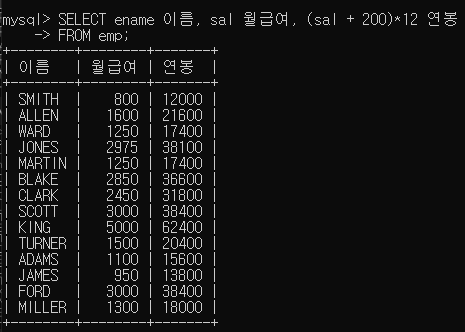 mysql> SELECT ename 이름, sal 월급여, (sal + 200)*12 연봉
    -> FROM emp;
+--------+--------+-------+
| 이름   | 월급여 | 연봉  |
+--------+--------+-------+
| SMITH  |    800 | 12000 |
| ALLEN  |   1600 | 21600 |
| WARD   |   1250 | 17400 |
| JONES  |   2975 | 38100 |
| MARTIN |   1250 | 17400 |
| BLAKE  |   2850 | 36600 |
| CLARK  |   2450 | 31800 |
| SCOTT  |   3000 | 38400 |
| KING   |   5000 | 62400 |
| TURNER |   1500 | 20400 |
| ADAMS  |   1100 | 15600 |
| JAMES  |    950 | 13800 |
| FORD   |   3000 | 38400 |
| MILLER |   1300 | 18000 |
+--------+--------+-------+